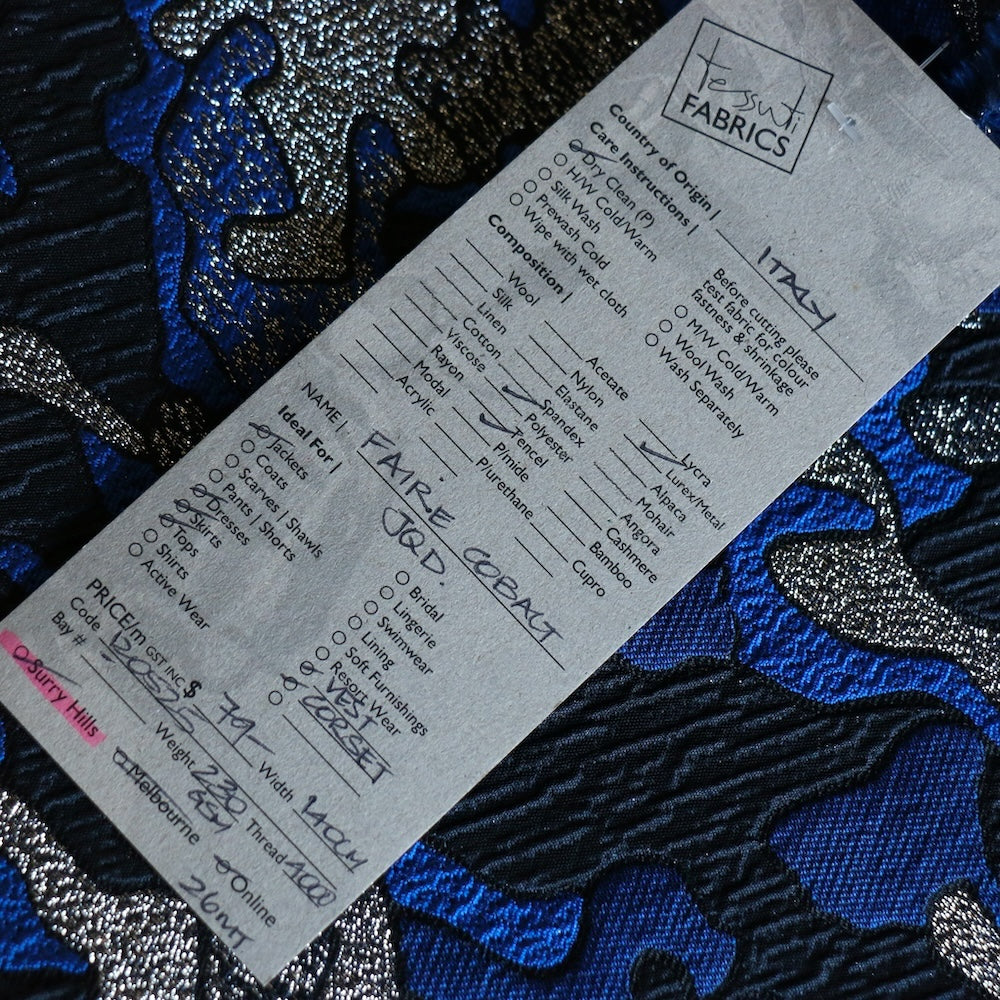 tessuti
FABRICS
Country of Origin | ITALY
Care Instructions |
Dry Clean (P)
H/W Cold/Warm
Silk Wash
Prewash Cold
Wipe with wet cloth
Before cutting please
test fabric for colour
fastness & shrinkage
M/W Cold/Warm
Wool Wash
Wash Separately
Composition |
Wool
Silk
Linen
Cotton
Viscose
Rayon
Modal
Acrylic
Acetate
Nylon
Elastane
Spandex
Polyester
Tencel
P/mide
P/urethane
Lycra
Lurex/Metal
Alpaca
Mohair
Angora
Cashmere
Bamboo
Cupro
NAME | FAIRE COBALT
JQD.
Ideal For |
Jackets
Coats
Scarves | Shawls
Pants | Shorts
Dresses
Skirts
Tops
Shirts
Active Wear
Bridal
Lingerie
Swimwear
Lining
Soft Furnishings
Resort Wear
VEST
CORSET
PRICE/m GST INC $ 79-
Code
Width 140CM
Bay #
Weight 230
GSM
Thread 1000
Surry Hills
Melbourne
Online
26MT